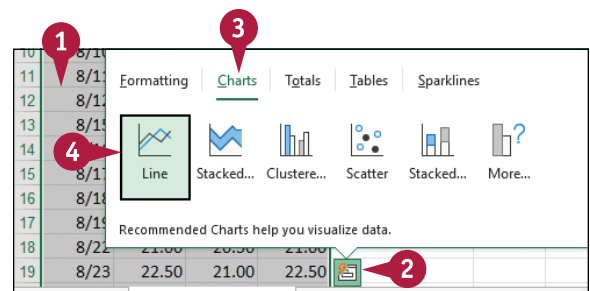 3
1
10 8/10
11 8/11
Formatting Charts Totals Tables Sparklines
12 8/12
13 8/15
4
14
15 8/17
Line Stacked... Clustere... Scatter Stacked... More...
16 8/18
17 8/19
Recommended Charts help you visualize data.
18 8/22 21.00 20.50 21.00
19 8/23 22.50 21.00 22.50
2